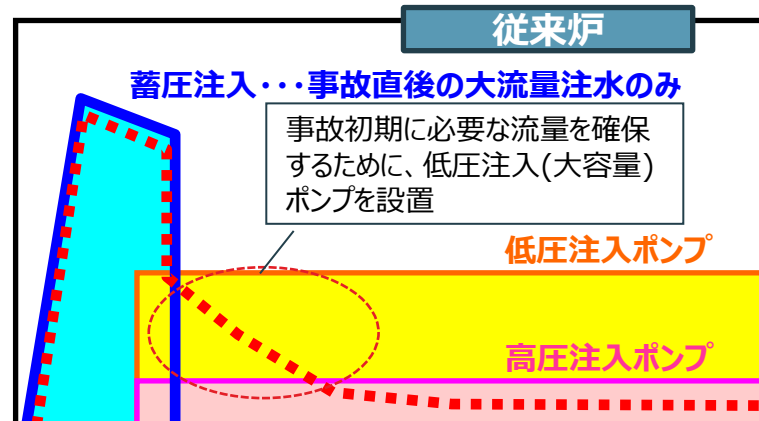 従来炉
蓄圧注入・・・事故直後の大流量注水のみ
事故初期に必要な流量を確保
するために、低圧注入(大容量)
ポンプを設置
低圧注入ポンプ
高圧注入ポンプ